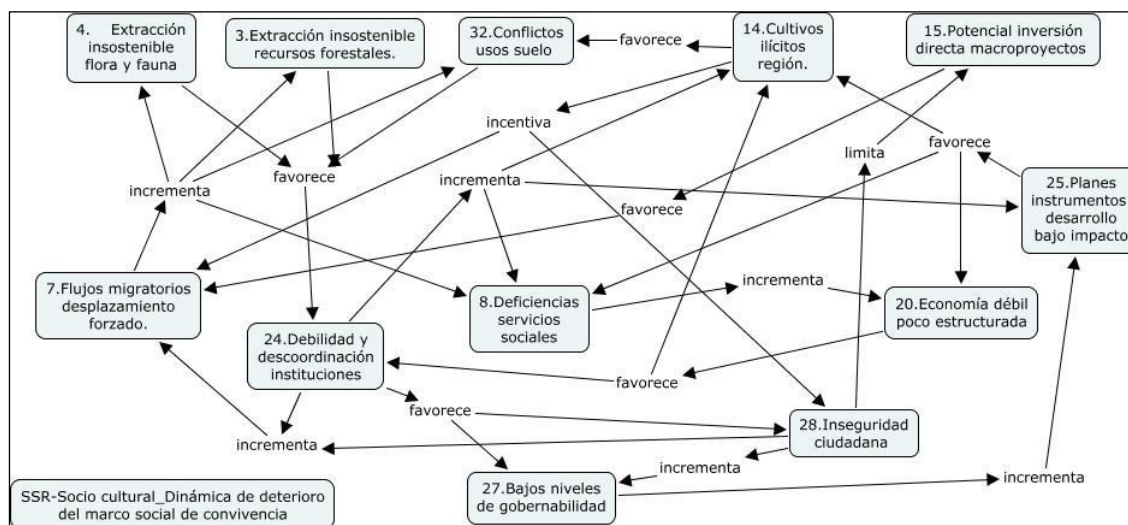 4. Extracción
insostenible
flora y fauna
3.Extracción insostenible
recursos forestales.
32.Conflictos
usos suelo
favorece
14.Cultivos
ilícitos
región.
15.Potencial inversión
directa macroproyectos
incentiva
limita
favorece
incrementa
favorece
incrementa
favorece
25.Planes
instrumentos
desarrollo
bajo impacto
7.Flujos migratorios
desplazamiento
forzado.
8.Deficiencias
servicios
sociales
incrementa
20.Economía débil
poco estructurada
24.Debilidad y
descoordinación
instituciones
favorece
favorece
incrementa
28.Inseguridad
ciudadana
incrementa
27.Bajos niveles
de gobernabilidad
incrementa
SSR-Socio cultural_Dinámica de deterioro
del marco social de convivencia